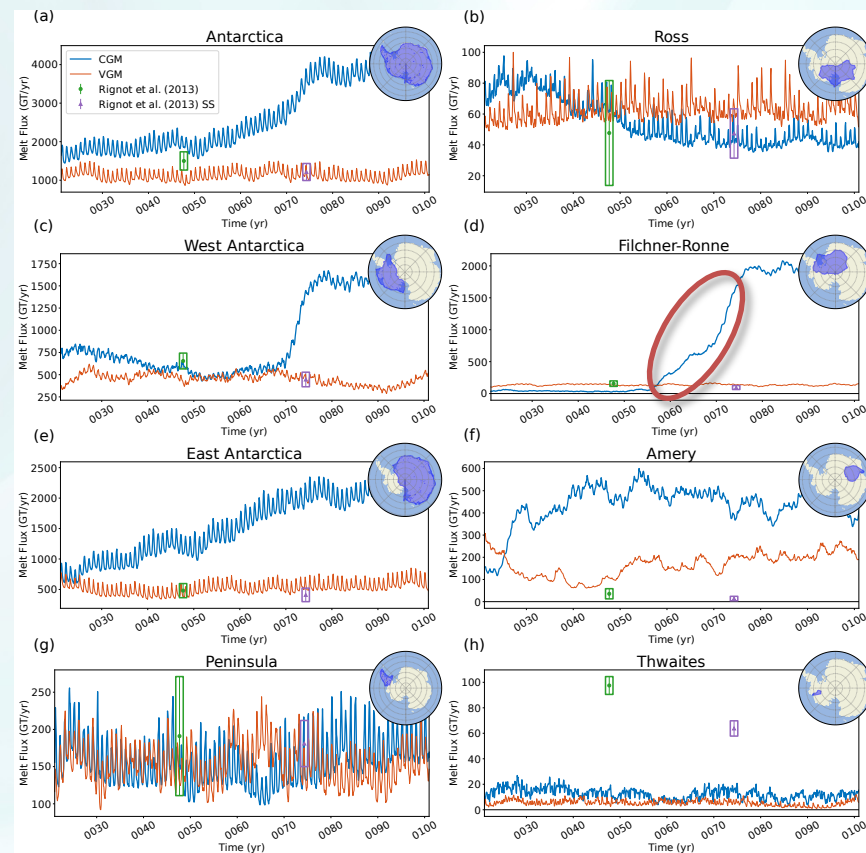 (a)
Antarctica
Melt Flux (GT/yr)
4000
3000
2000
1000
CGM
VGM
Rignot et al. (2013)
Rignot et al. (2013) SS
0030
0040
0050
0060
0070
0080
0090
0100
Time (yr)
(b)
Ross
Melt Flux (GT/yr)
100
80
60
40
20
0030
0040
0050
0060
0070
0080
0090
0100
Time (yr)
(c)
West Antarctica
Melt Flux (GT/yr)
1750
1500
1250
1000
750
500
250
0030
0040
0050
0060
0070
0080
0090
0100
Time (yr)
(d)
Filchner-Ronne
Melt Flux (GT/yr)
2000
1500
1000
500
0
0030
0040
0050
0060
0070
0080
0090
0100
Time (yr)
(e)
East Antarctica
Melt Flux (GT/yr)
2500
2000
1500
1000
500
0030
0040
0050
0060
0070
0080
0090
0100
Time (yr)
(f)
Amery
Melt Flux (GT/yr)
600
500
400
300
200
100
0
0030
0040
0050
0060
0070
0080
0090
0100
Time (yr)
(g)
Peninsula
Melt Flux (GT/yr)
250
200
150
100
0030
0040
0050
0060
0070
0080
0090
0100
Time (yr)
(h)
Thwaites
Melt Flux (GT/yr)
100
80
60
40
20
0
0030
0040
0050
0060
0070
0080
0090
0100
Time (yr)